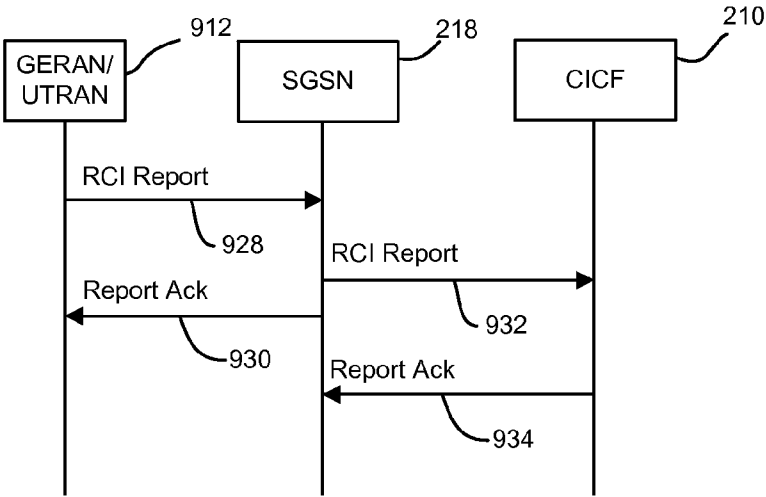 912
218
210
GERAN/
UTRAN
SGSN
CICF
RCI Report
928
RCI Report
Report Ack
932
930
Report Ack
934